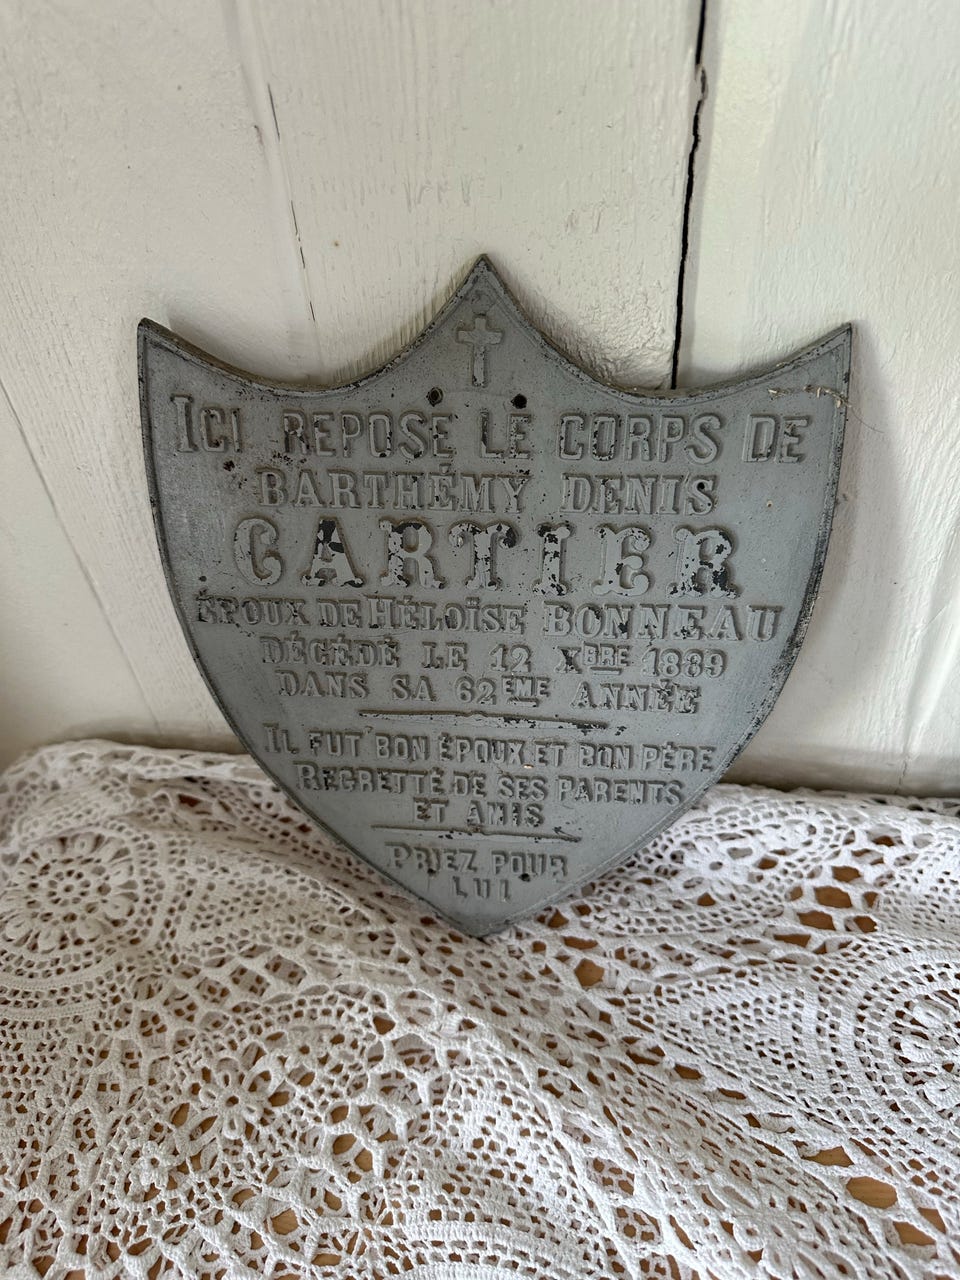 Ici REPOSE LE CORPS DE
BARTHÉMY DENIS
CARTIER
ÉPOUX DE HÉLOÏSE BONNEAU
DÉCÉDÉ LE 12 XBRE 1889
DANS SA 62ÈME ANNÉE
IL FUT BON ÉPOUX ET BON PÈRE
REGRETTÉ DE SES PARENTS
ET AMIS
PRIEZ POUR
LUI